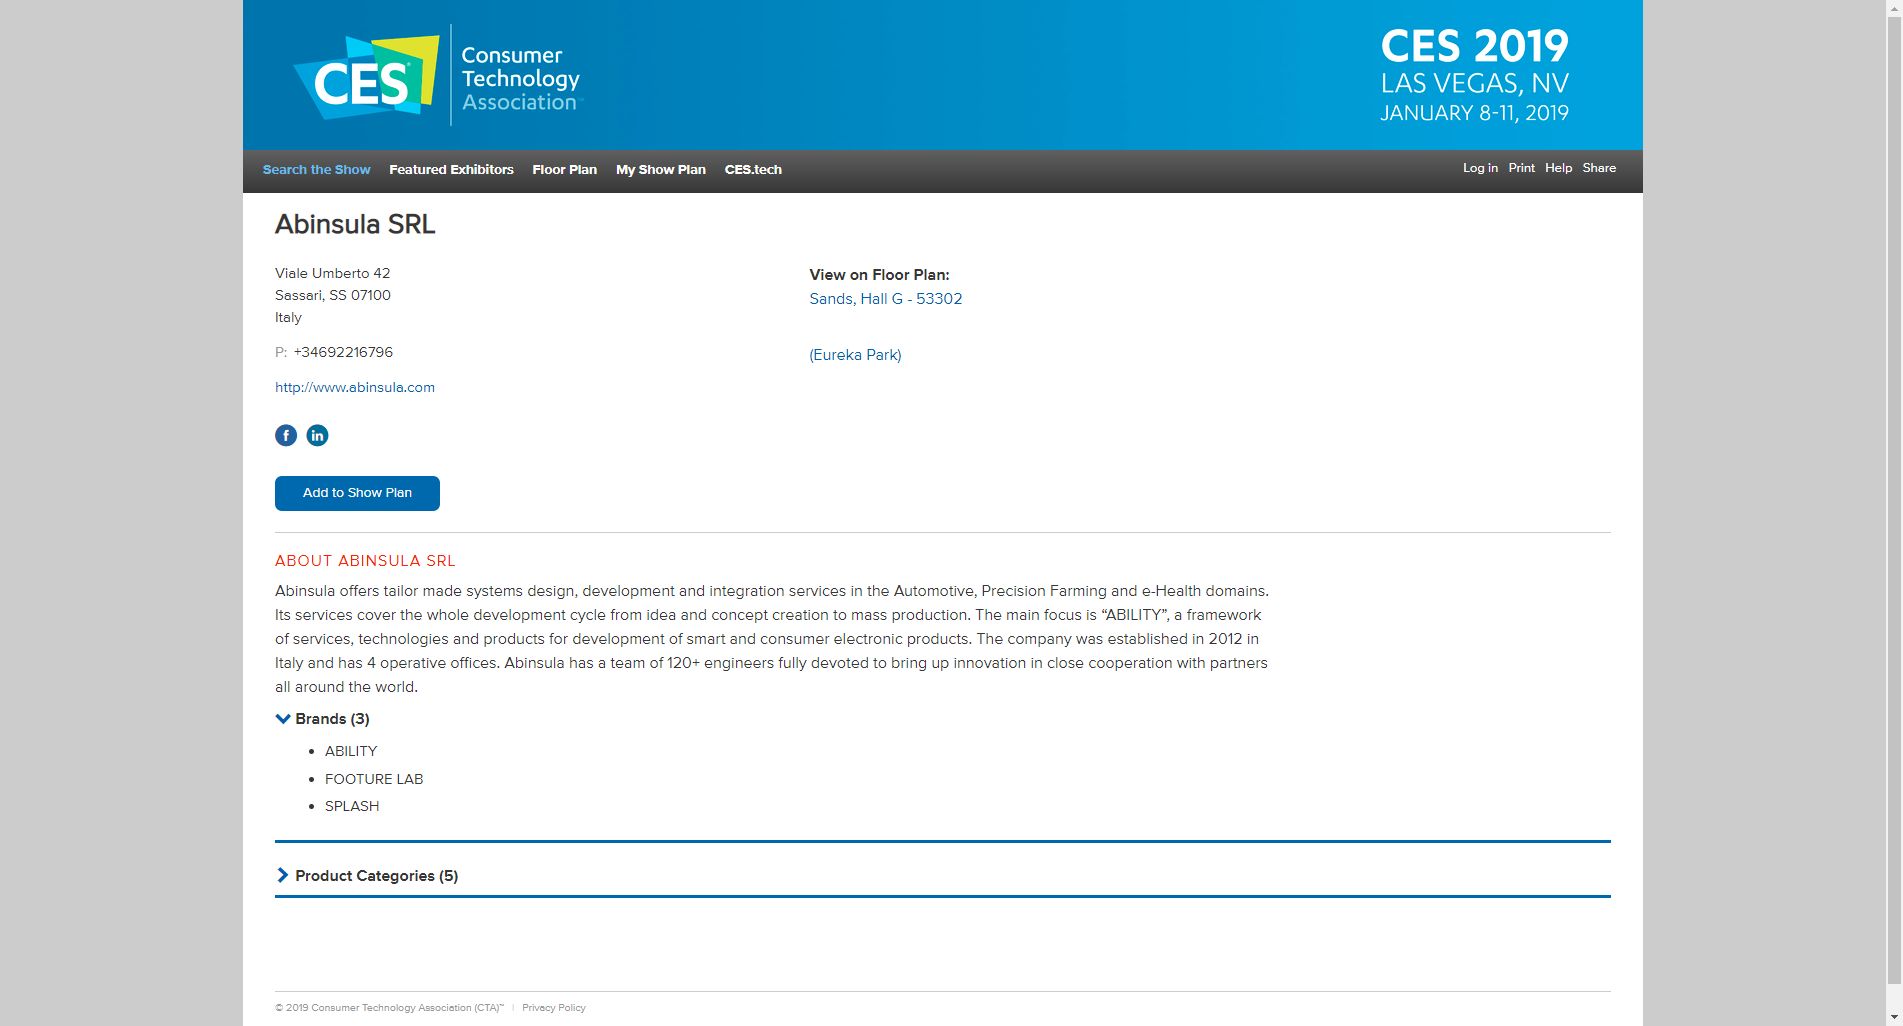 CES
Consumer
Technology
Association™
CES 2019
LAS VEGAS, NV
JANUARY 8-11, 2019
Search the Show Featured Exhibitors Floor Plan My Show Plan CES.tech
Log in Print Help Share
Abinsula SRL
Viale Umberto 42
Sassari, SS 07100
Italy
P: +34692216796
http://www.abinsula.com
View on Floor Plan:
Sands, Hall G - 53302
(Eureka Park)
f in
Add to Show Plan
ABOUT ABINSULA SRL
Abinsula offers tailor made systems design, development and integration services in the Automotive, Precision Farming and e-Health domains.
Its services cover the whole development cycle from idea and concept creation to mass production. The main focus is “ABILITY”, a framework
of services, technologies and products for development of smart and consumer electronic products. The company was established in 2012 in
Italy and has 4 operative offices. Abinsula has a team of 120+ engineers fully devoted to bring up innovation in close cooperation with partners
all around the world.
Brands (3)
• ABILITY
• FOOTURE LAB
• SPLASH
Product Categories (5)
© 2019 Consumer Technology Association (CTA)™ | Privacy Policy